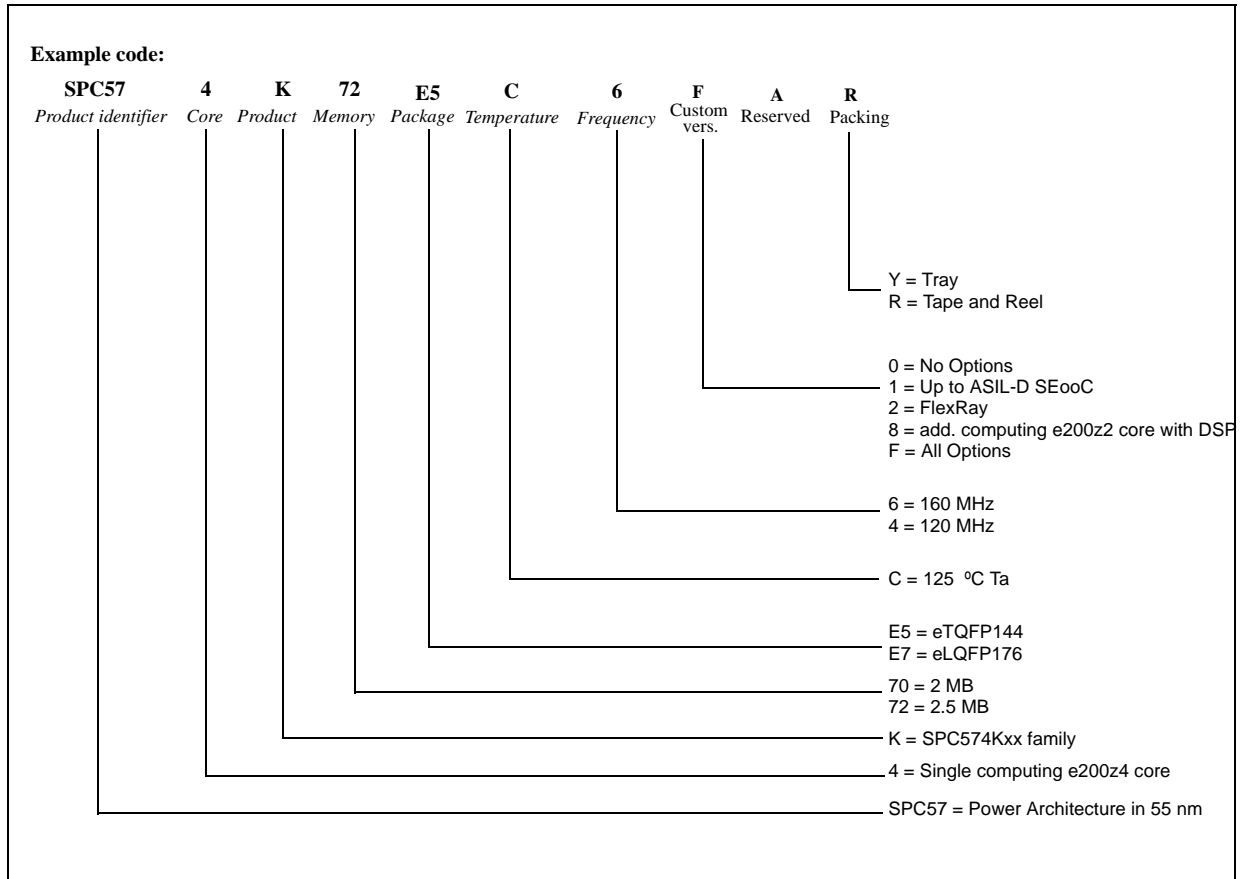 Example code:
SPC57 4 K 72 E5 C 6 F A R
Product identifier Core Product Memory Package Temperature Frequency Custom vers. Reserved Packing
Y = Tray
R = Tape and Reel
0 = No Options
1 = Up to ASIL-D SEooC
2 = FlexRay
8 = add. computing e200z2 core with DSP
F = All Options
6 = 160 MHz
4 = 120 MHz
C = 125 ºC Ta
E5 = eTQFP144
E7 = eLQFP176
70 = 2 MB
72 = 2.5 MB
K = SPC574Kxx family
4 = Single computing e200z4 core
SPC57 = Power Architecture in 55 nm